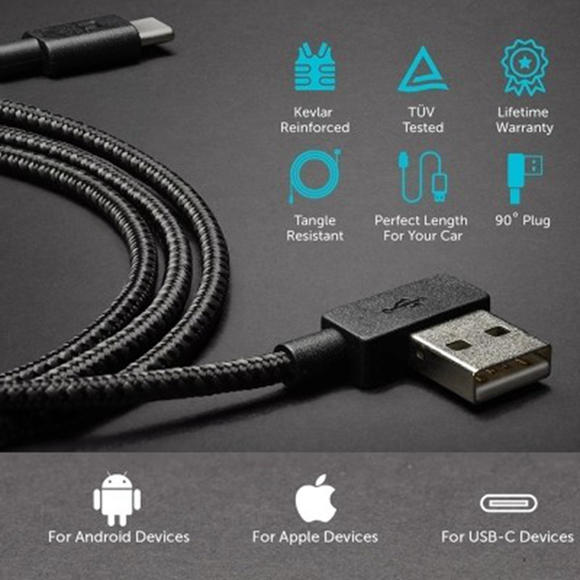 Kevlar
Reinforced
TÜV
Tested
Lifetime
Warranty
Tangle
Resistant
Perfect Length
For Your Car
90° Plug
For Android Devices
For Apple Devices
For USB-C Devices